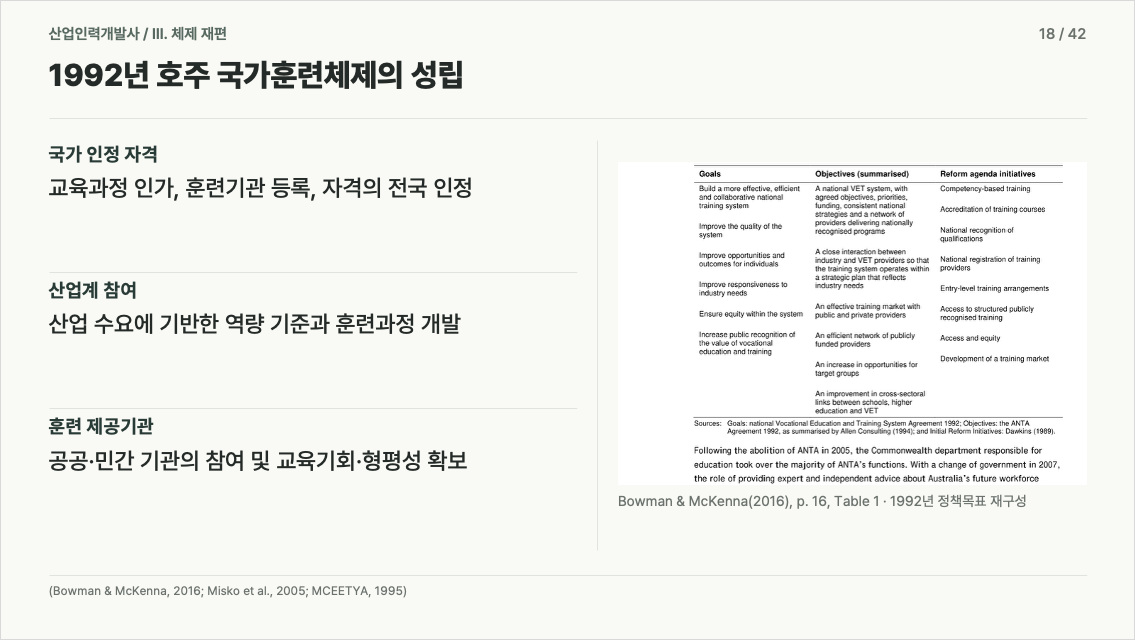 산업인력개발사 / III. 체제 재편
18 / 42
1992년 호주 국가훈련체제의 성립
국가 인정 자격
교육과정 인가, 훈련기관 등록, 자격의 전국 인정
산업계 참여
산업 수요에 기반한 역량 기준과 훈련과정 개발
훈련 제공기관
공공·민간 기관의 참여 및 교육기회·형평성 확보
Goals
Build a more effective, efficient
and collaborative national
training system
Improve the quality of the
system
Improve opportunities and
outcomes for individuals
Improve responsiveness to
industry needs
Ensure equity within the system
Increase public recognition of
the value of vocational
education and training
Objectives (summarised)
A national VET system, with
agreed objectives, priorities,
funding, consistent national
strategies and a network of
providers delivering nationally
recognised programs
A close interaction between
industry and VET providers so that
the training system operates within
a strategic plan that reflects
industry needs
An effective training market with
public and private providers
An efficient network of publicly
funded providers
An increase in opportunities for
target groups
An improvement in cross-sectoral
links between schools, higher
education and VET
Reform agenda initiatives
Competency-based training
Accreditation of training courses
National recognition of
qualifications
National registration of training
providers
Entry-level training arrangements
Access to structured publicly
recognised training
Access and equity
Development of a training market
Sources: Goals: national Vocational Education and Training System Agreement 1992; Objectives: the ANTA
Agreement 1992, as summarised by Allen Consulting (1994); and Initial Reform Initiatives: Dawkins (1989).
Following the abolition of ANTA in 2005, the Commonwealth department responsible for
education took over the majority of ANTA's functions. With a change of government in 2007,
the role of providing expert and independent advice about Australia's future workforce
Bowman & McKenna(2016), p. 16, Table 1 · 1992년 정책목표 재구성
(Bowman & McKenna, 2016; Misko et al., 2005; MCEETYA, 1995)